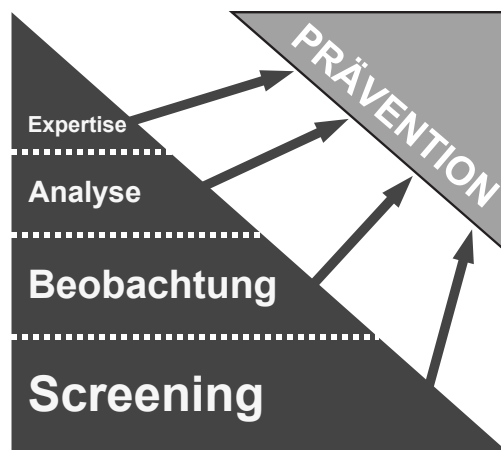 PRÄVENTION
Expertise
Analyse
Beobachtung
Screening